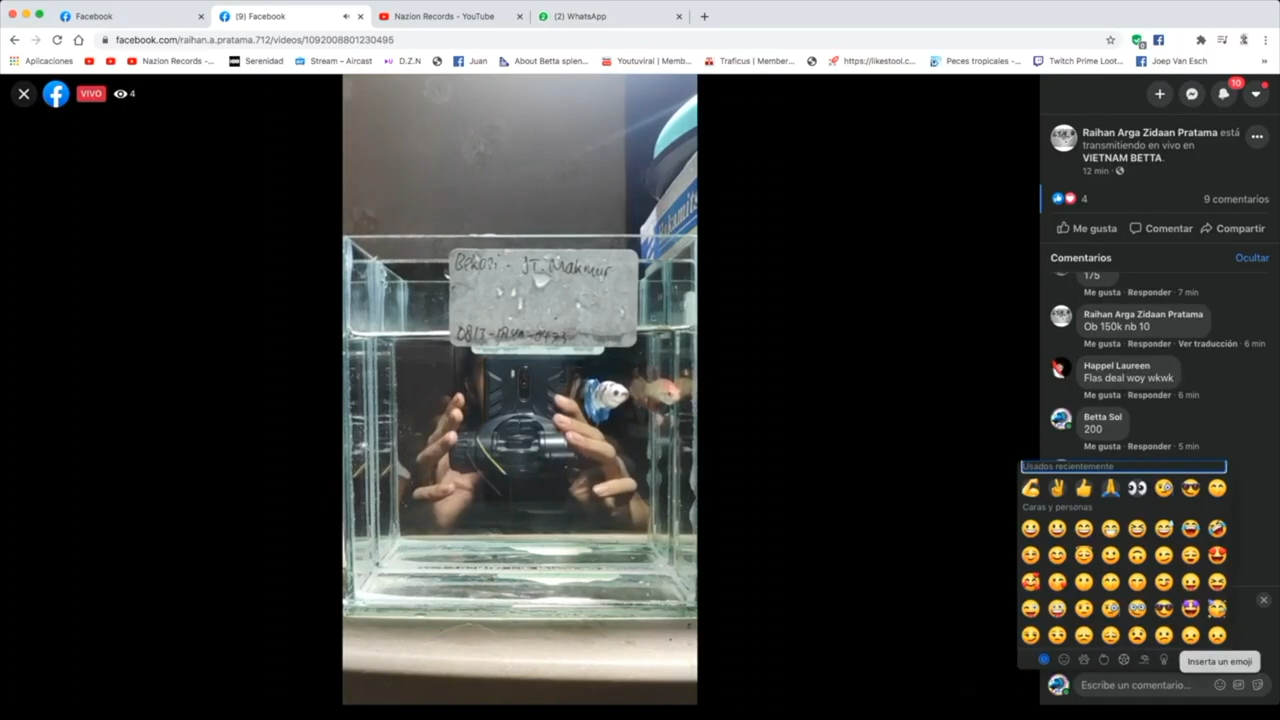 Facebook
(9) Facebook
Nazion Records - YouTube
(2) WhatsApp
facebook.com/raihan.a.pratama.712/videos/1092008801230495
Aplicaciones
Nazion Records -...
Serenidad
Stream – Aircast
D.Z.N
Juan
About Betta splen...
Youtuviral | Memb...
Traficus | Member...
https://likestool.c...
Peces tropicales -...
Twitch Prime Loot...
Joep Van Esch
VIVO
4
10
Raihan Arga Zidaan Pratama está
transmitiendo en vivo en
VIETNAM BETTA.
12 min
4
9 comentarios
Me gusta
Comentar
Compartir
Comentarios
Ocultar
175
Me gusta · Responder · 7 min
Raihan Arga Zidaan Pratama
Ob 150k nb 10
Me gusta · Responder · Ver traducción · 6 min
Happel Laureen
Flas deal woy wkwk
Me gusta · Responder · 6 min
Betta Sol
200
Me gusta · Responder · 5 min
Usados recientemente
Caras y personas
Inserta un emoji
Escribe un comentario...
Bekasi - JT. Makmur
0813-